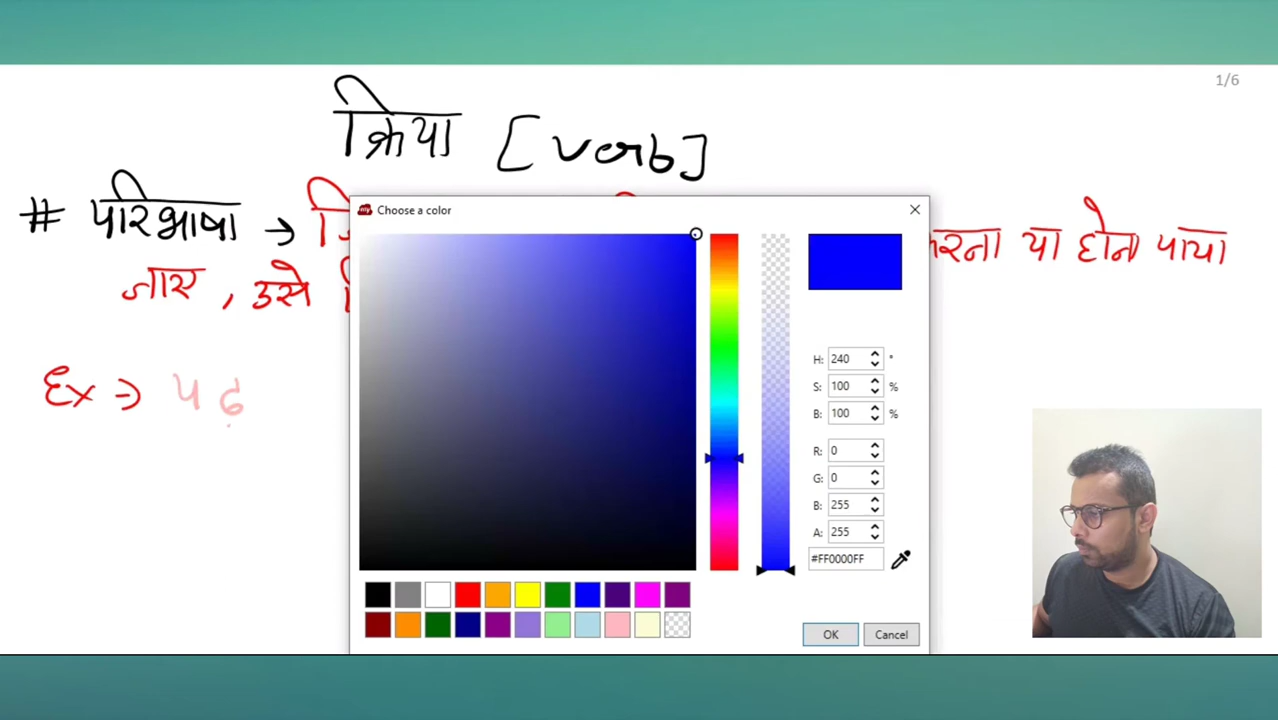 1/6
क्रिया [verb]
# परिभाषा → करना या होना पाया
जाए, उसे
Ex ⇒ पढ़
Choose a color
H: 240 °
S: 100 %
B: 100 %
R: 0
G: 0
B: 255
A: 255
#FF0000FF
OK Cancel